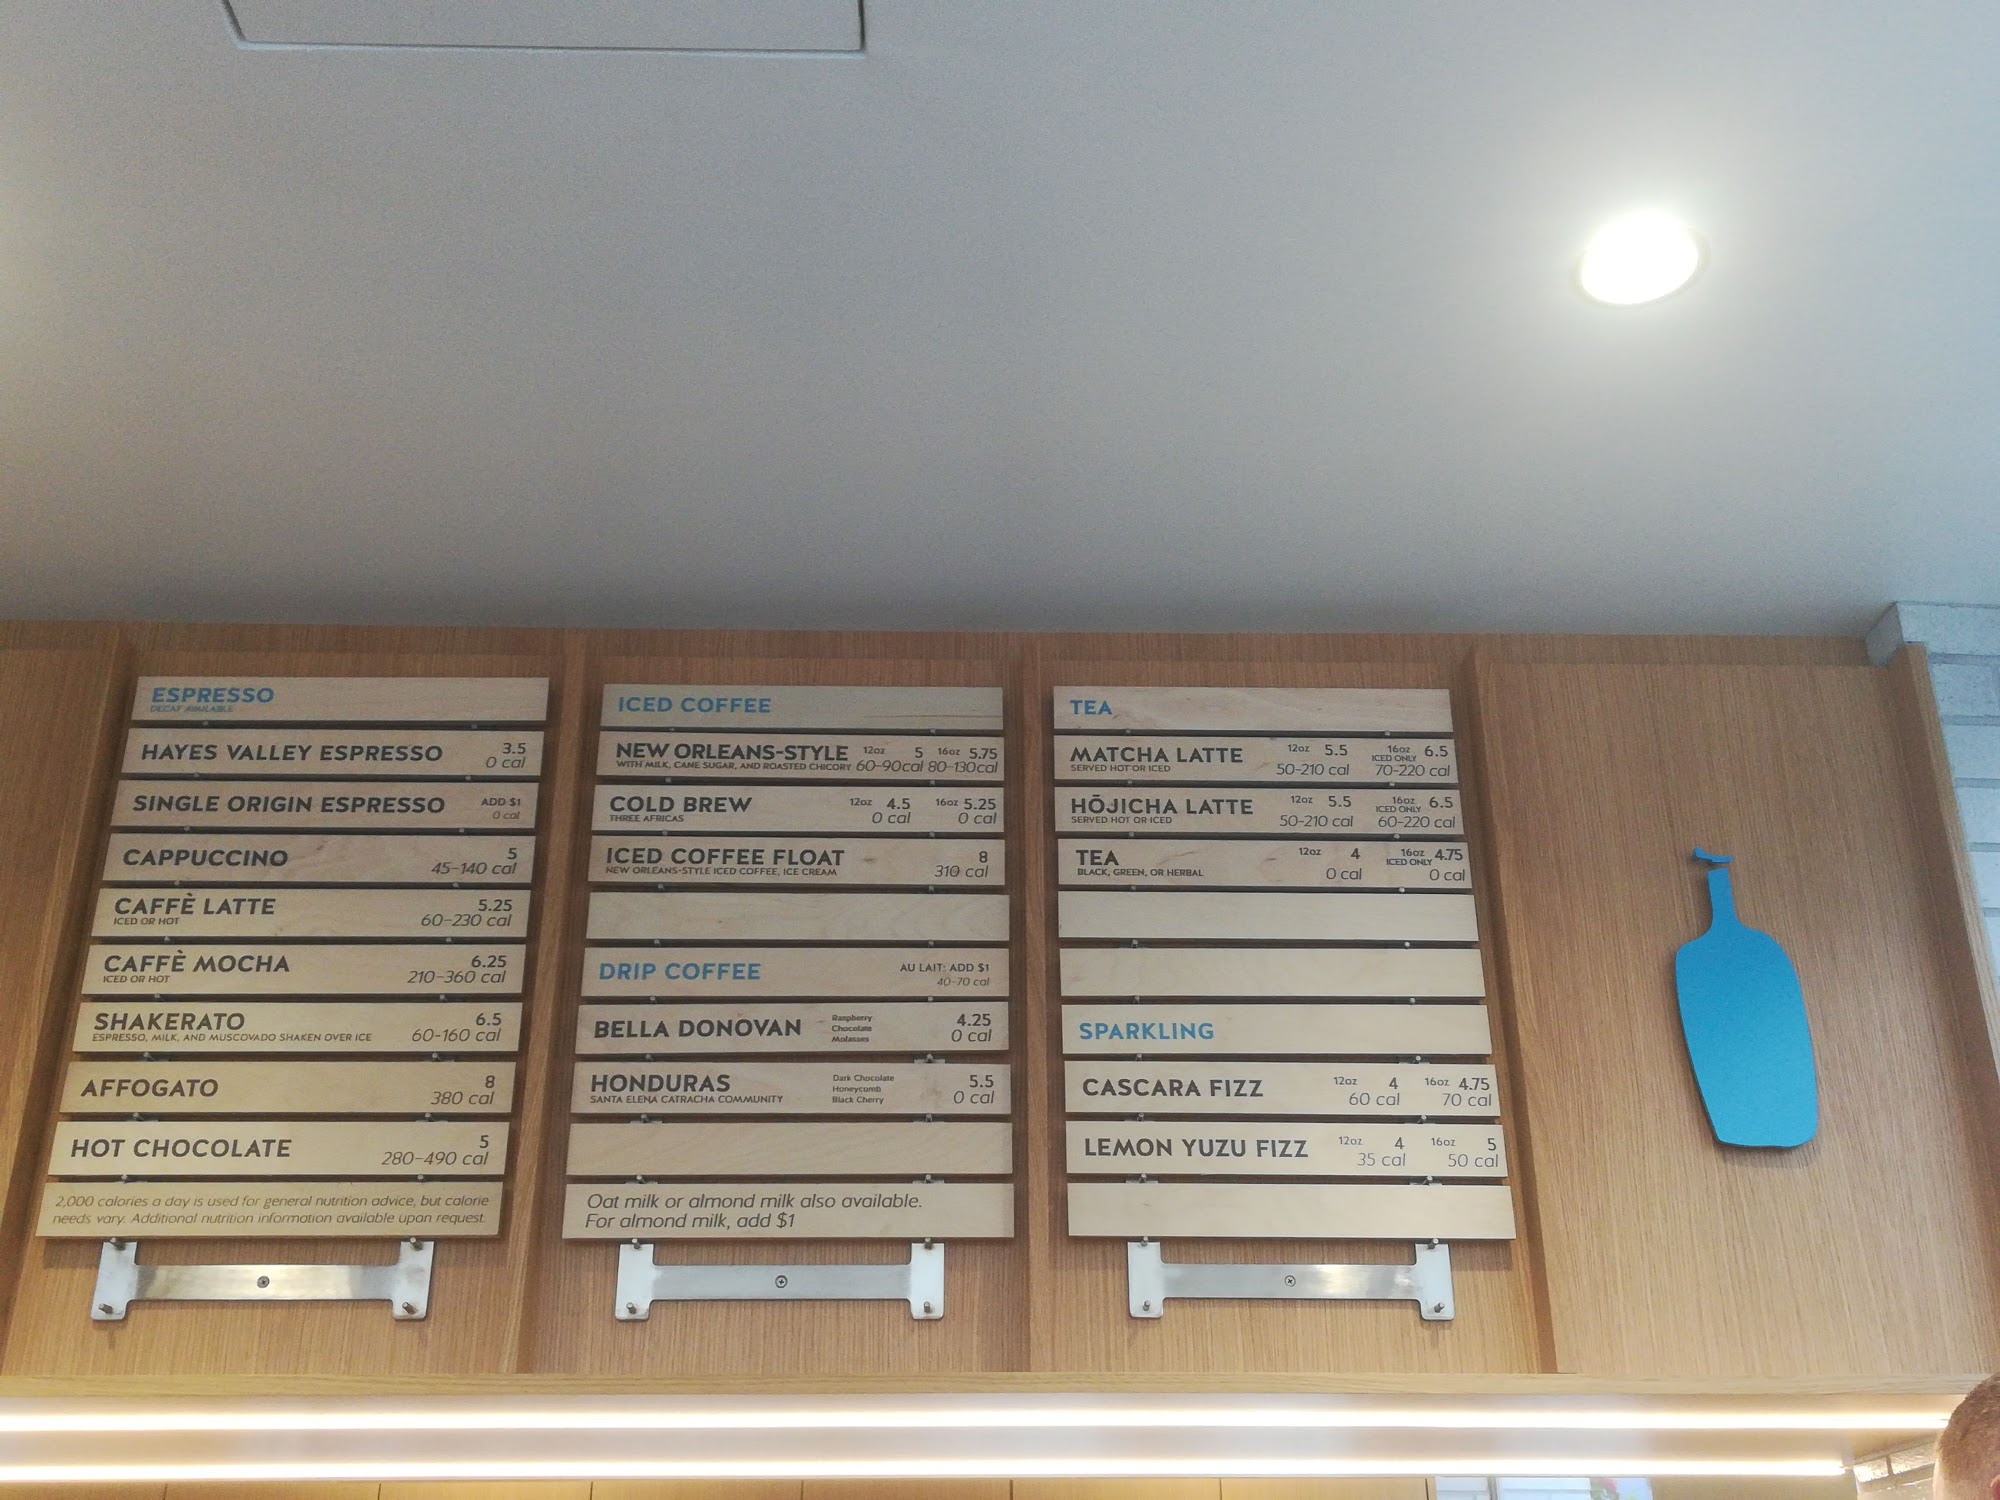 ESPRESSO
DECAF AVAILABLE
HAYES VALLEY ESPRESSO 3.5
0 cal
SINGLE ORIGIN ESPRESSO ADD $1
0 cal
CAPPUCCINO 5
45-140 cal
CAFFÈ LATTE 5.25
ICED OR HOT 60-230 cal
CAFFÈ MOCHA 6.25
ICED OR HOT 210-360 cal
SHAKERATO 6.5
ESPRESSO, MILK, AND MUSCOVADO SHAKEN OVER ICE 60-160 cal
AFFOGATO 8
380 cal
HOT CHOCOLATE 5
280-490 cal
2,000 calories a day is used for general nutrition advice, but calorie
needs vary. Additional nutrition information available upon request.
ICED COFFEE
NEW ORLEANS-STYLE 12oz 5 16oz 5.75
WITH MILK, CANE SUGAR, AND ROASTED CHICORY 60-90cal 80-130cal
COLD BREW 12oz 4.5 16oz 5.25
THREE AFRICAS 0 cal 0 cal
ICED COFFEE FLOAT 8
NEW ORLEANS-STYLE ICED COFFEE, ICE CREAM 310 cal
DRIP COFFEE AU LAIT: ADD $1
40-70 cal
BELLA DONOVAN Raspberry 4.25
Chocolate
Molasses 0 cal
HONDURAS Dark Chocolate 5.5
Honeycomb
SANTA ELENA CATRACHA COMMUNITY Black Cherry 0 cal
Oat milk or almond milk also available.
For almond milk, add $1
TEA
MATCHA LATTE 12oz 5.5 16oz 6.5
ICED ONLY
SERVED HOT OR ICED 50-210 cal 70-220 cal
HŌJICHA LATTE 12oz 5.5 16oz 6.5
ICED ONLY
SERVED HOT OR ICED 50-210 cal 60-220 cal
TEA 12oz 4 16oz 4.75
ICED ONLY
BLACK, GREEN, OR HERBAL 0 cal 0 cal
SPARKLING
CASCARA FIZZ 12oz 4 16oz 4.75
60 cal 70 cal
LEMON YUZU FIZZ 12oz 4 16oz 5
35 cal 50 cal